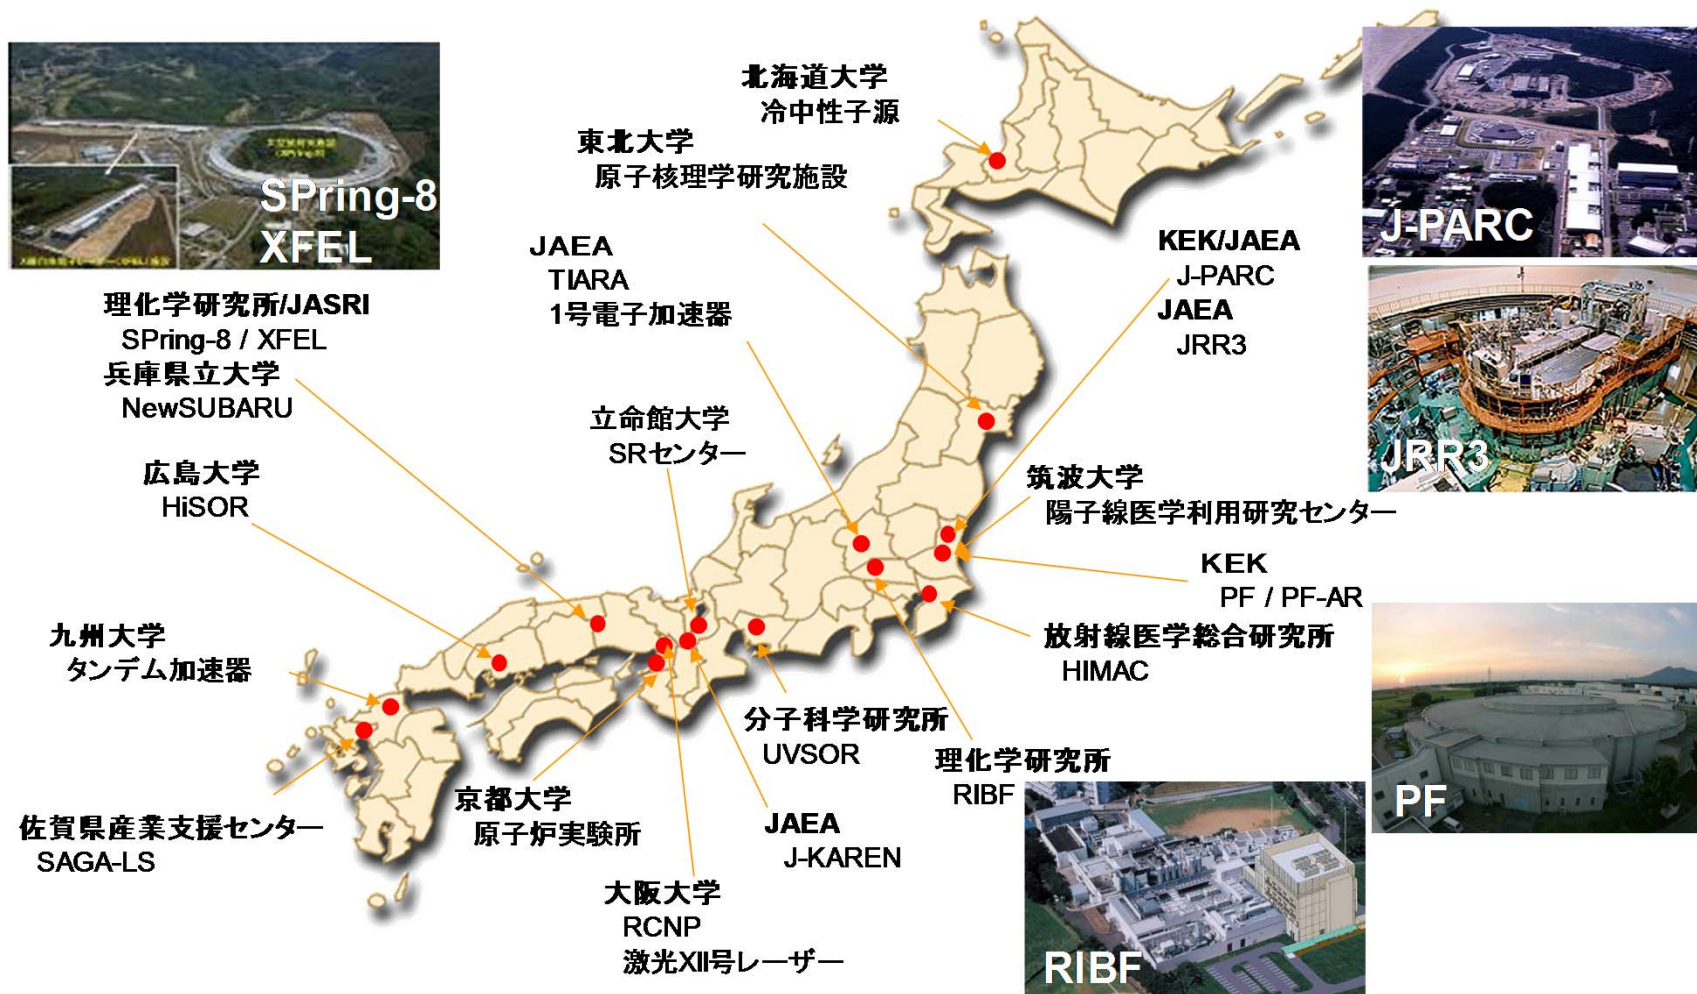 SPring-8
XFEL
理化学研究所/JASRI
SPring-8 / XFEL
兵庫県立大学
NewSUBARU
広島大学
HiSOR
九州大学
タンデム加速器
佐賀県産業支援センター
SAGA-LS
北海道大学
冷中性子源
東北大学
原子核理学研究施設
JAEA
TIARA
1号電子加速器
立命館大学
SRセンター
京都大学
原子炉実験所
大阪大学
RCNP
激光XII号レーザー
JAEA
J-KAREN
分子科学研究所
UVSOR
理化学研究所
RIBF
KEK/JAEA
J-PARC
JAEA
JRR3
筑波大学
陽子線医学利用研究センター
KEK
PF / PF-AR
放射線医学総合研究所
HIMAC
J-PARC
JRR3
PF
RIBF